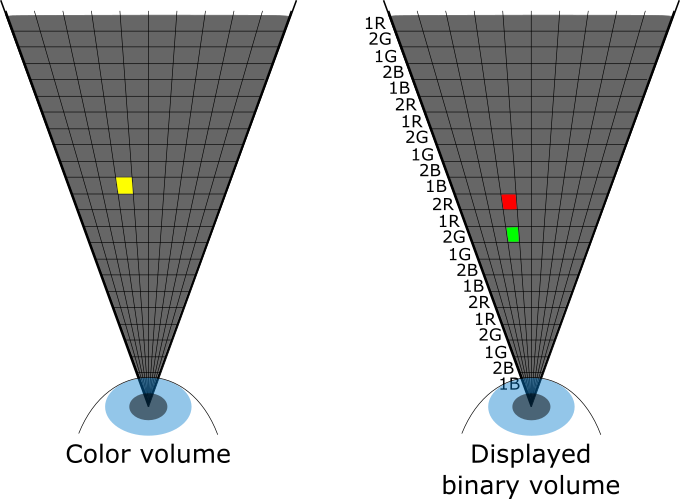 1R
2G
1G
2B
1B
2R
1R
2G
1G
2B
1B
2R
1R
2G
1G
2B
1B
2R
1R
2G
1G
2B
1B
Color volume
Displayed
binary volume